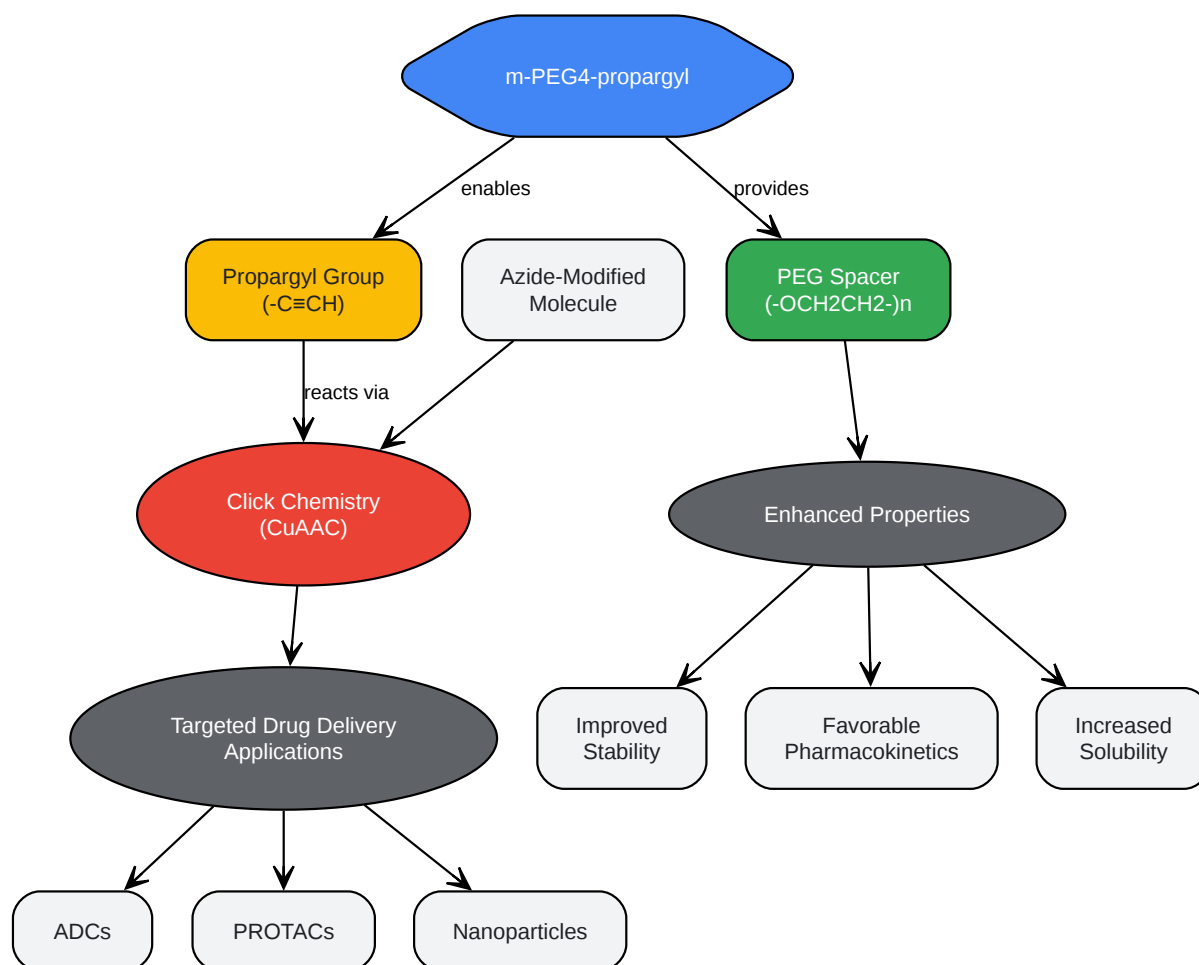 m-PEG4-propargyl
enables
provides
Propargyl Group
(-C≡CH)
Azide-Modified
Molecule
PEG Spacer
(-OCH2CH2-)n
reacts via
Click Chemistry
(CuAAC)
Enhanced Properties
Targeted Drug Delivery
Applications
Improved
Stability
Favorable
Pharmacokinetics
Increased
Solubility
ADCs
PROTACs
Nanoparticles